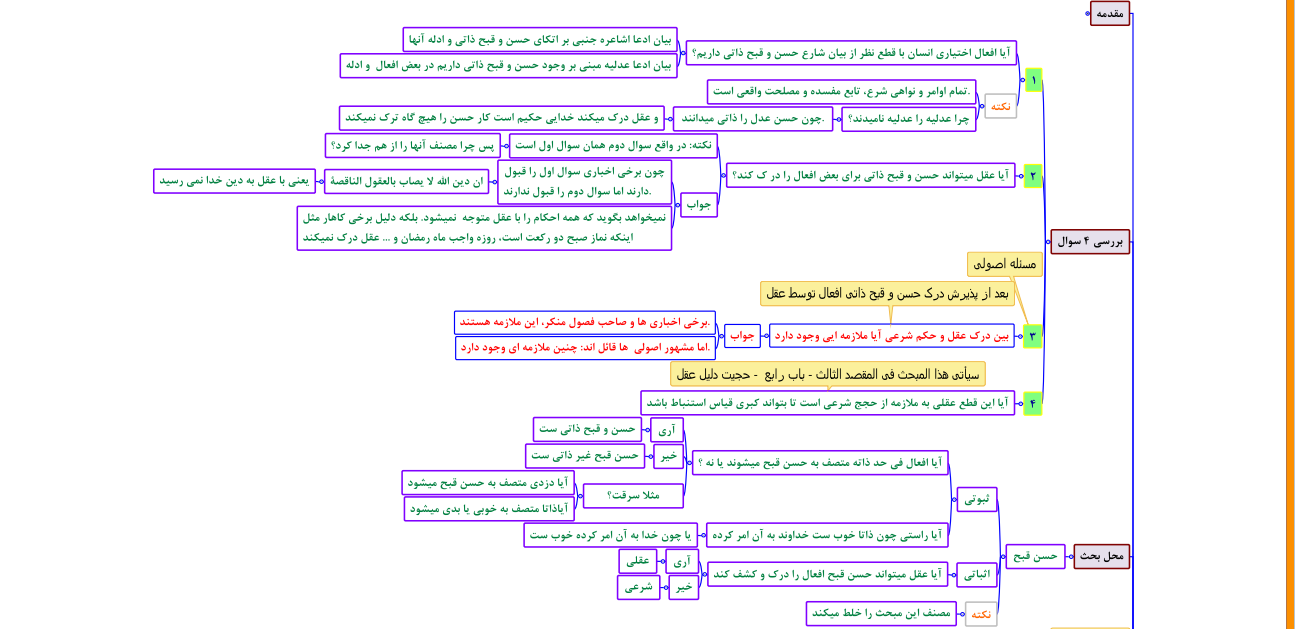 مقدمه
بررسی ۴ سوال
۱
آیا افعال اختیاری انسان با قطع نظر از بیان شارع حسن و قبح ذاتی داریم؟
بیان ادعا اشاعره جنبی بر اتکای حسن و قبح ذاتی و ادله آنها
بیان ادعا عدلیه مبنی بر وجود حسن و قبح ذاتی داریم در بعض افعال و ادله
نکته
تمام اوامر و نواهی شرع، تابع مفسده و مصلحت واقعی است.
چرا عدلیه را عدلیه نامیدند؟
چون حسن عدل را ذاتی میدانند.
و عقل درک میکند خدایی حکیم است کار حسن را هیچ گاه ترک نمیکند
۲
آیا عقل میتواند حسن و قبح ذاتی برای بعض افعال را در ک کند؟
نکته: در واقع سوال دوم همان سوال اول است
پس چرا مصنف آنها را از هم جدا کرد؟
جواب
چون برخی اخباری سوال اول را قبول
دارند اما سوال دوم را قبول ندارند.
ان دین الله لا یصاب بالعقول الناقصة
یعنی با عقل به دین خدا نمی رسید
نمیخواهد بگوید که همه احکام را با عقل متوجه نمیشود. بلکه دلیل برخی کاهار مثل
اینکه نماز صبح دو رکعت است، روزه واجب ماه رمضان و ... عقل درک نمیکند
مسئله اصولی
بعد از پذیرش درک حسن و قبح ذاتی افعال توسط عقل
۳
بین درک عقل و حکم شرعی آیا ملازمه ایی وجود دارد
جواب
برخی اخباری ها و صاحب فصول منکر، این ملازمه هستند.
اما مشهور اصولی ها قائل اند: چنین ملازمه ای وجود دارد.
سیأتی هذا المبحث فی المقصد الثالث - باب رابع - حجیت دلیل عقل
۴
آیا این قطع عقلی به ملازمه از حجج شرعی است تا بتواند کبری قیاس استنباط باشد
محل بحث
حسن قبح
ثبوتی
آیا افعال فی حد ذاته متصف به حسن قبح میشوند یا نه ؟
آری
حسن و قبح ذاتی ست
خیر
حسن قبح غیر ذاتی ست
مثلا سرقت؟
آیا دزدی متصف به حسن قبح میشود
آیاذاتا متصف به خوبی یا بدی میشود
آیا راستی چون ذاتا خوب ست خداوند به آن امر کرده
یا چون خدا به آن امر کرده خوب ست
اثباتی
آیا عقل میتواند حسن قبح افعال را درک و کشف کند
آری
عقلی
خیر
شرعی
نکته
مصنف این مبحث را خلط میکند